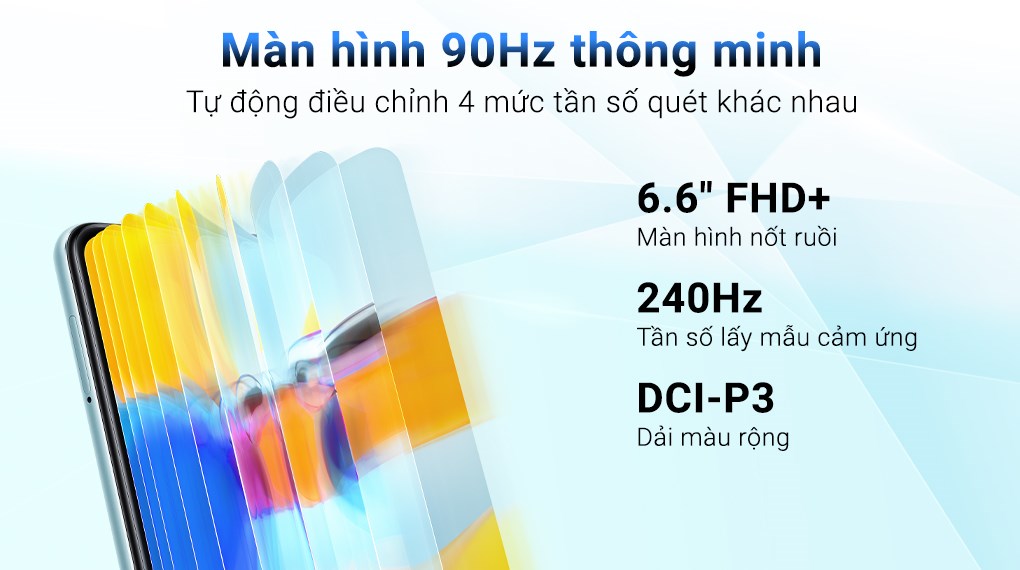 Màn hình 90Hz thông minh
Tự động điều chỉnh 4 mức tần số quét khác nhau
6.6" FHD+
Màn hình nốt ruồi
240Hz
Tần số lấy mẫu cảm ứng
DCI-P3
Dải màu rộng